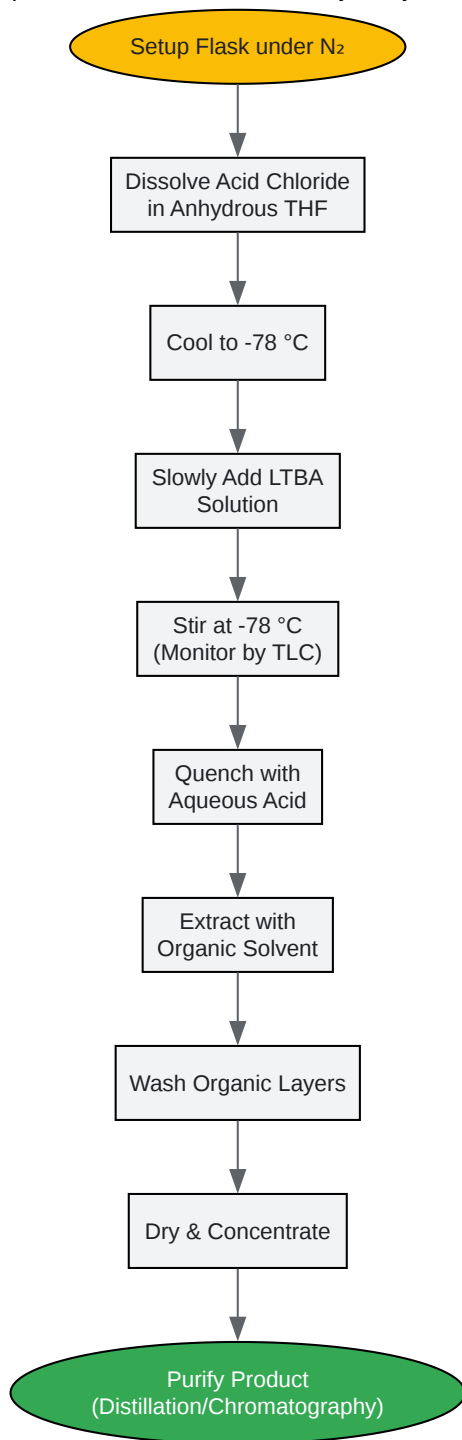 Setup Flask under N₂
Dissolve Acid Chloride
in Anhydrous THF
Cool to -78 °C
Slowly Add LTBA
Solution
Stir at -78 °C
(Monitor by TLC)
Quench with
Aqueous Acid
Extract with
Organic Solvent
Wash Organic Layers
Dry & Concentrate
Purify Product
(Distillation/Chromatography)